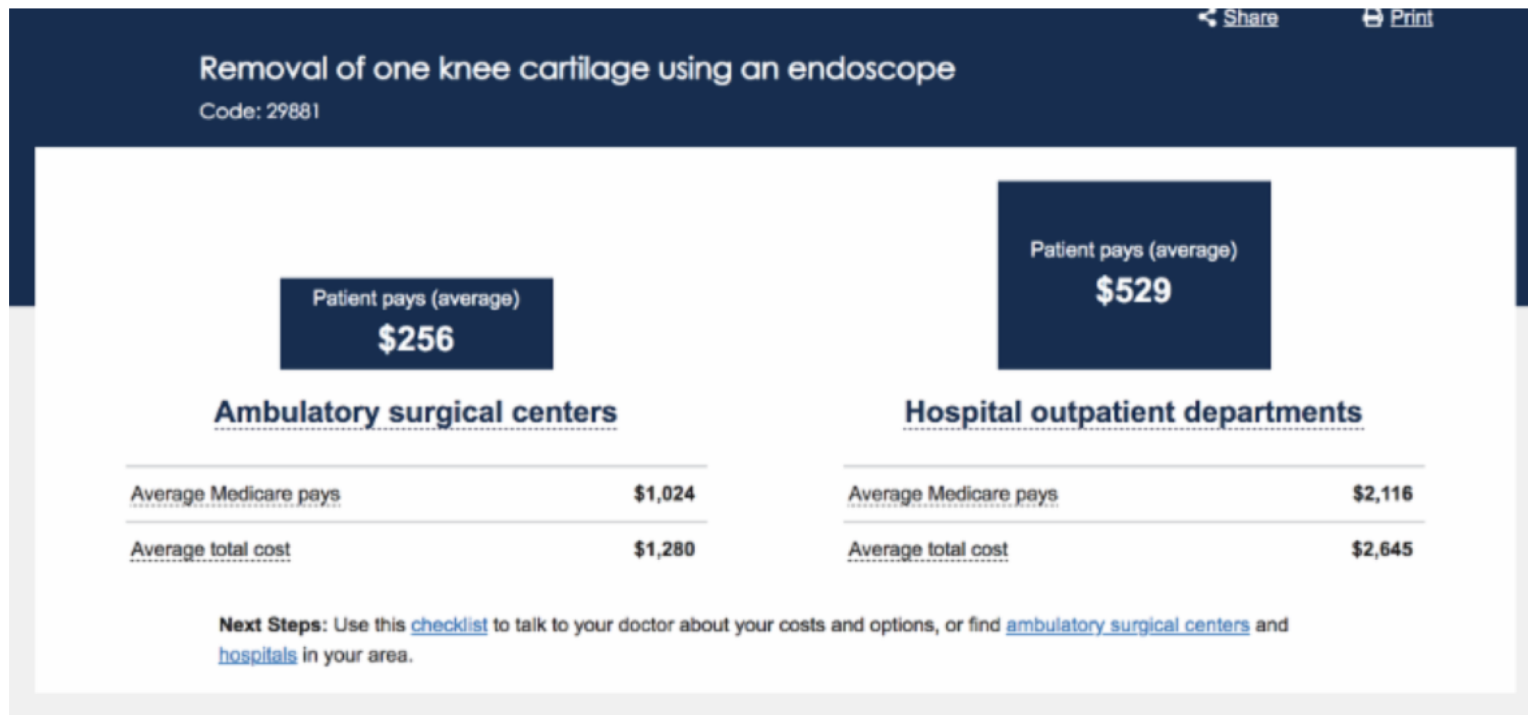 Share Print
Removal of one knee cartilage using an endoscope
Code: 29881
Patient pays (average)
$256
Ambulatory surgical centers
Average Medicare pays $1,024
Average total cost $1,280
Patient pays (average)
$529
Hospital outpatient departments
Average Medicare pays $2,116
Average total cost $2,645
Next Steps: Use this checklist to talk to your doctor about your costs and options, or find ambulatory surgical centers and
hospitals in your area.